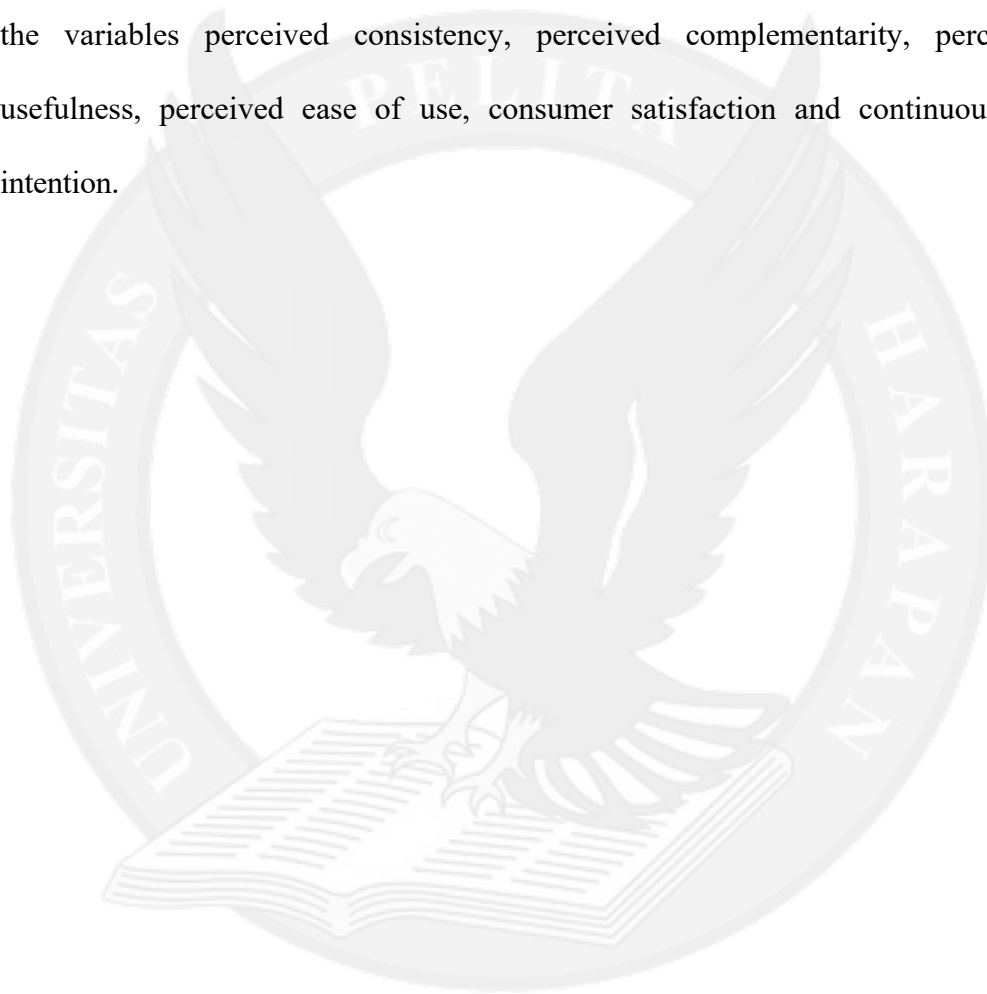 the variables perceived consistency, perceived complementarity, perc
usefulness, perceived ease of use, consumer satisfaction and continuou
intention.
UNIVERSITAS PELITA HARAPAN